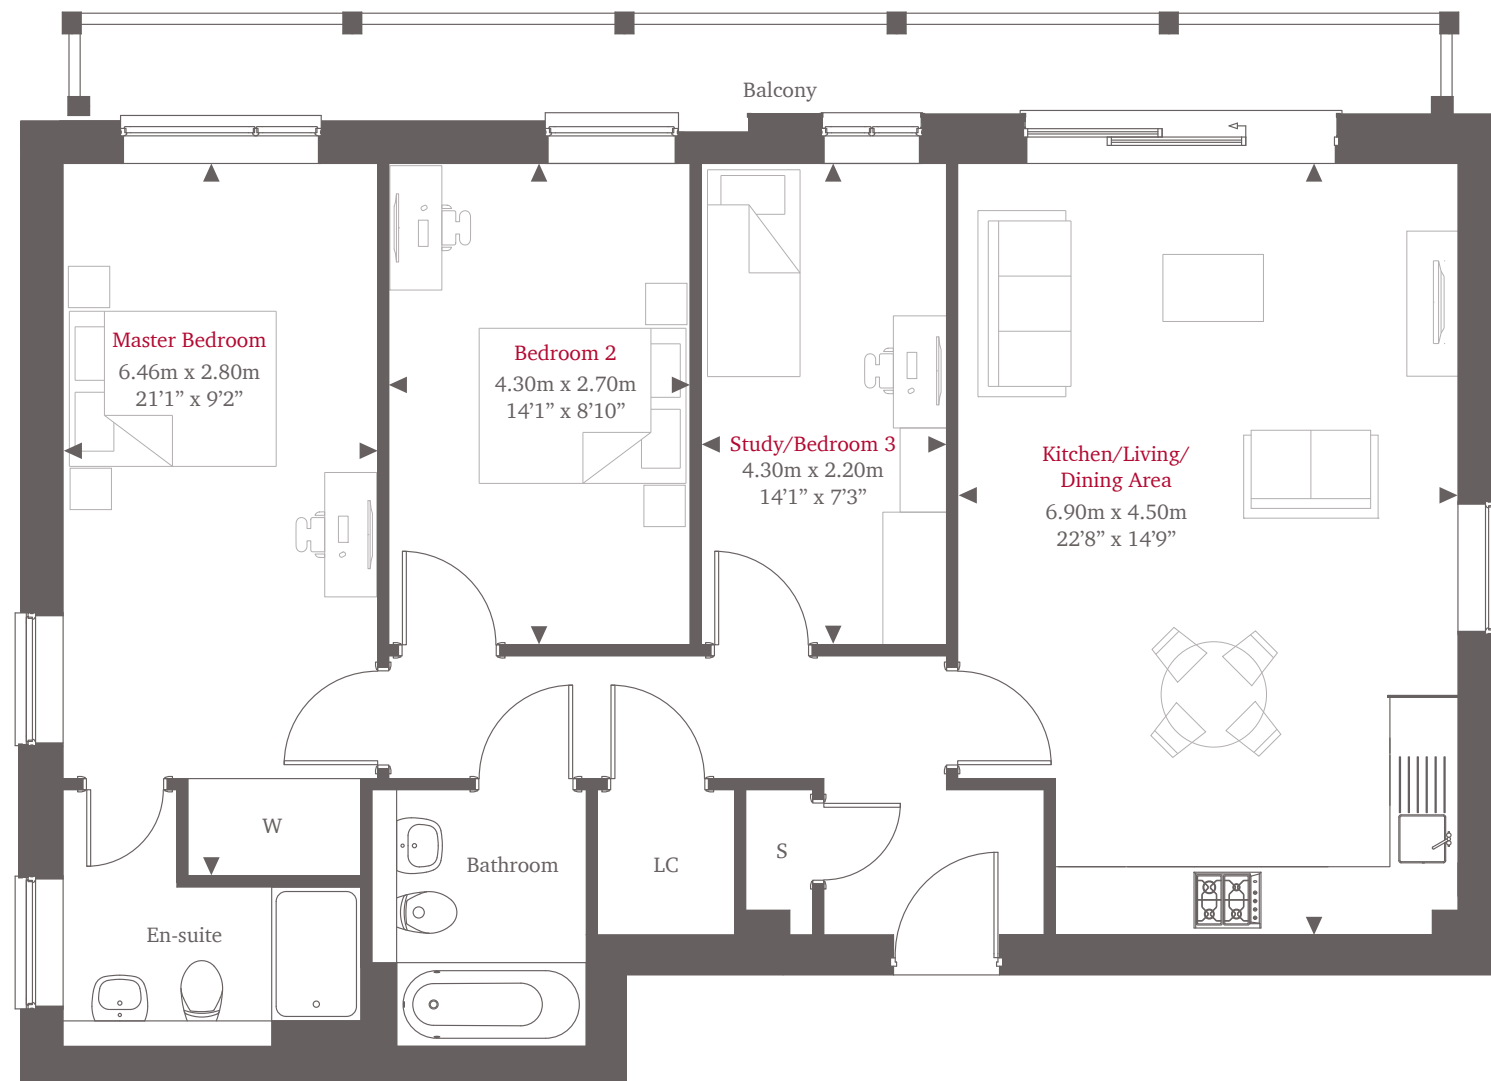 Balcony
Master Bedroom
6.46m x 2.80m
21’1” x 9’2”
Bedroom 2
4.30m x 2.70m
14’1” x 8’10”
Study/Bedroom 3
4.30m x 2.20m
14’1” x 7’3”
Kitchen/Living/
Dining Area
6.90m x 4.50m
22’8” x 14’9”
W
Bathroom
LC
S
En-suite